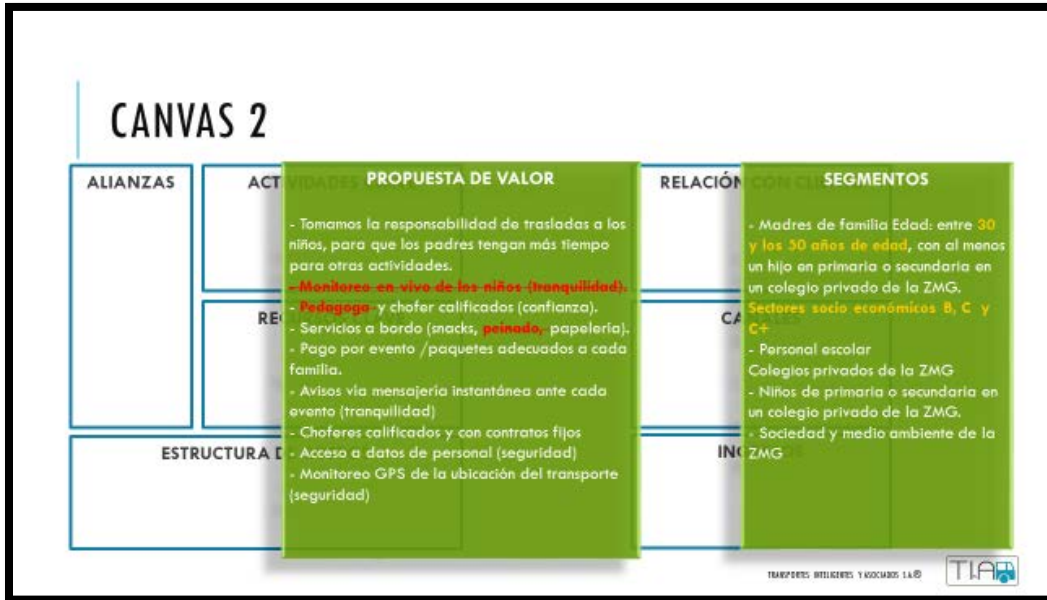 CANVAS 2
ALIANZAS
ACTIVIDADES
PROPUESTA DE VALOR
- Tomamos la responsabilidad de trasladas a los
niños, para que los padres tengan más tiempo
para otras actividades.
- Monitoreo en vivo de los niños (tranquilidad).
- Pedagoga y chofer calificados (confianza).
- Servicios a bordo (snacks, peinado, papelería).
- Pago por evento /paquetes adecuados a cada
familia.
- Avisos vía mensajería instantánea ante cada
evento (tranquilidad)
- Choferes calificados y con contratos fijos
- Acceso a datos de personal (seguridad)
- Monitoreo GPS de la ubicación del transporte
(seguridad)
RELACIÓN CON
SEGMENTOS
- Madres de familia Edad: entre 30
y los 50 años de edad, con al menos
un hijo en primaria o secundaria en
un colegio privado de la ZMG.
Sectores socio económicos B, C y
C+
- Personal escolar
Colegios privados de la ZMG
- Niños de primaria o secundaria en
un colegio privado de la ZMG.
- Sociedad y medio ambiente de la
ZMG
ESTRUCTURA D
TRANSPORTES INTELIGENTES Y ASOCIADOS S.A.®
T.I.A